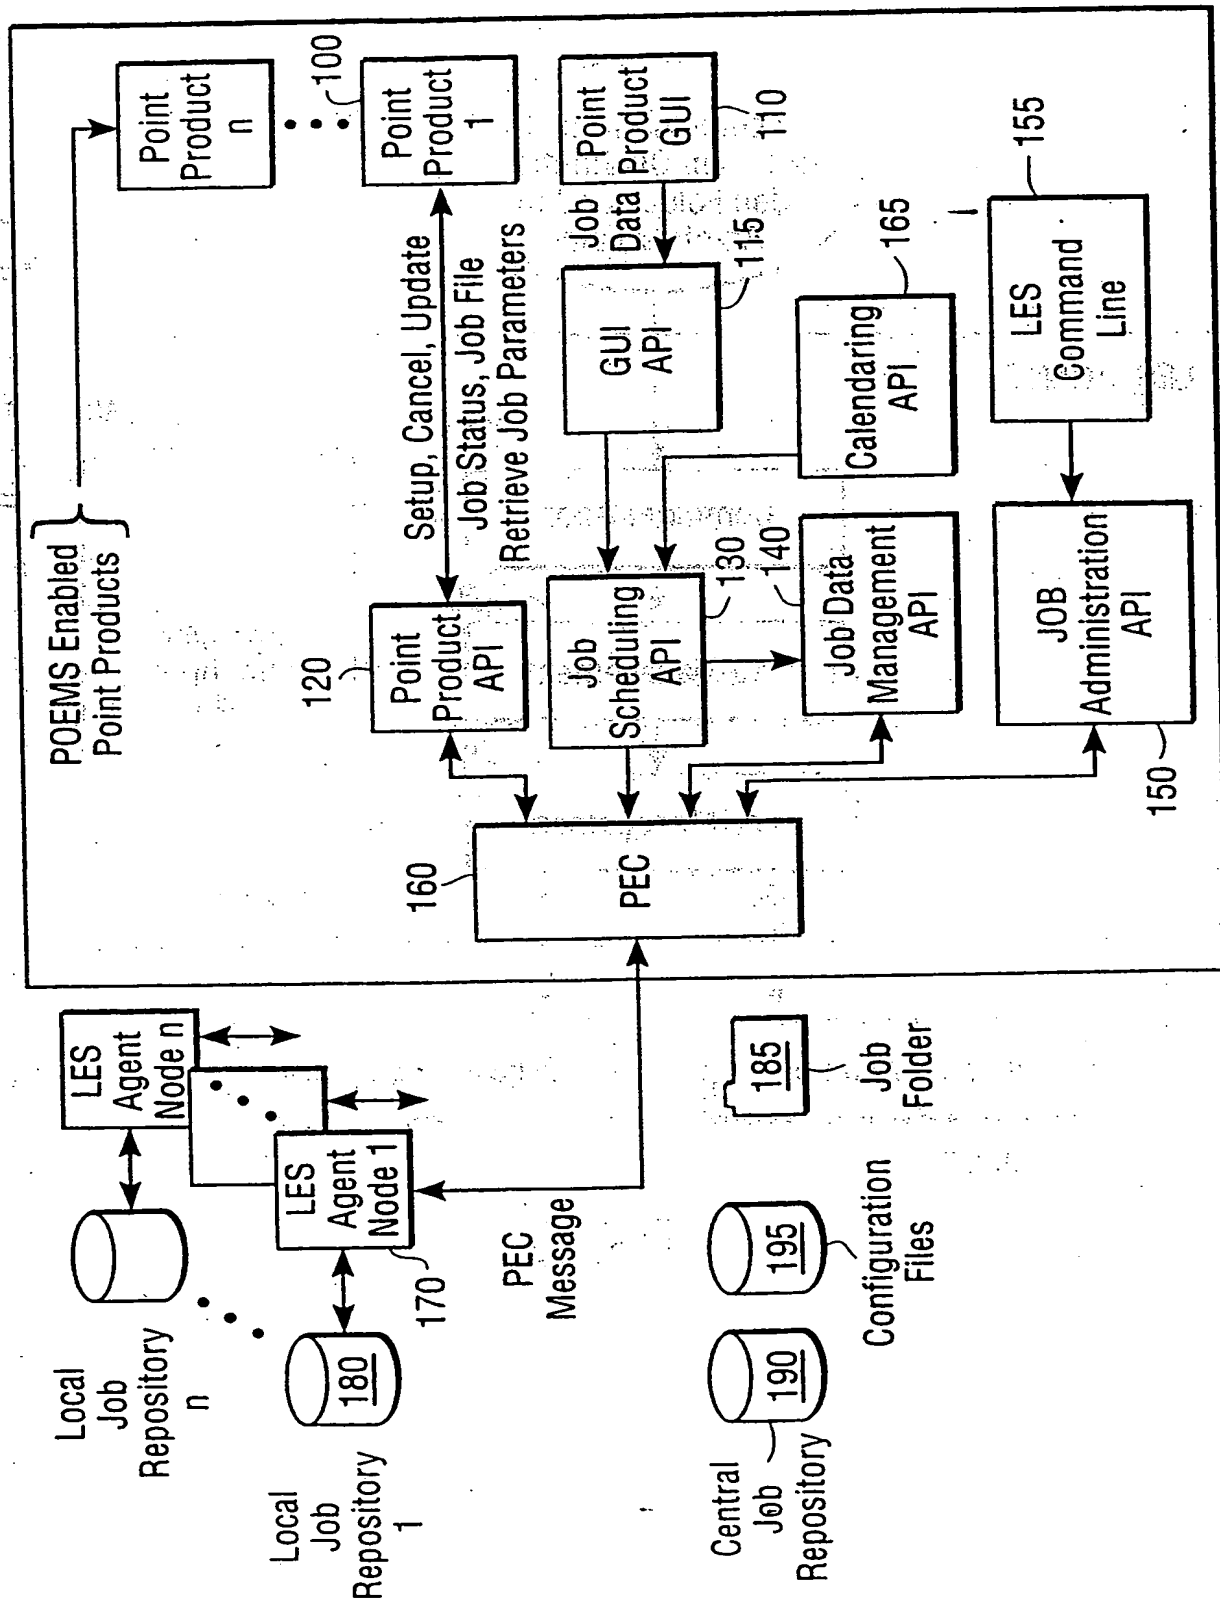 POEMS Enabled
Point Products
Point
Product
n
100
Point
Product
1
Setup, Cancel, Update
Job Status, Job File
Retrieve Job Parameters
120
Point
Product
API
Point
Product
GUI
110
Job
Data
GUI
API
115
Job
Scheduling
API
130
Calendaring
API
165
140
Job Data
Management
API
LES
Command
Line
155
JOB
Administration
API
150
160
PEC
LES
Agent
Node n
LES
Agent
Node 1
170
PEC
Message
Local
Job
Repository
n
180
Local
Job
Repository
1
185
Job
Folder
195
Configuration
Files
190
Central
Job
Repository